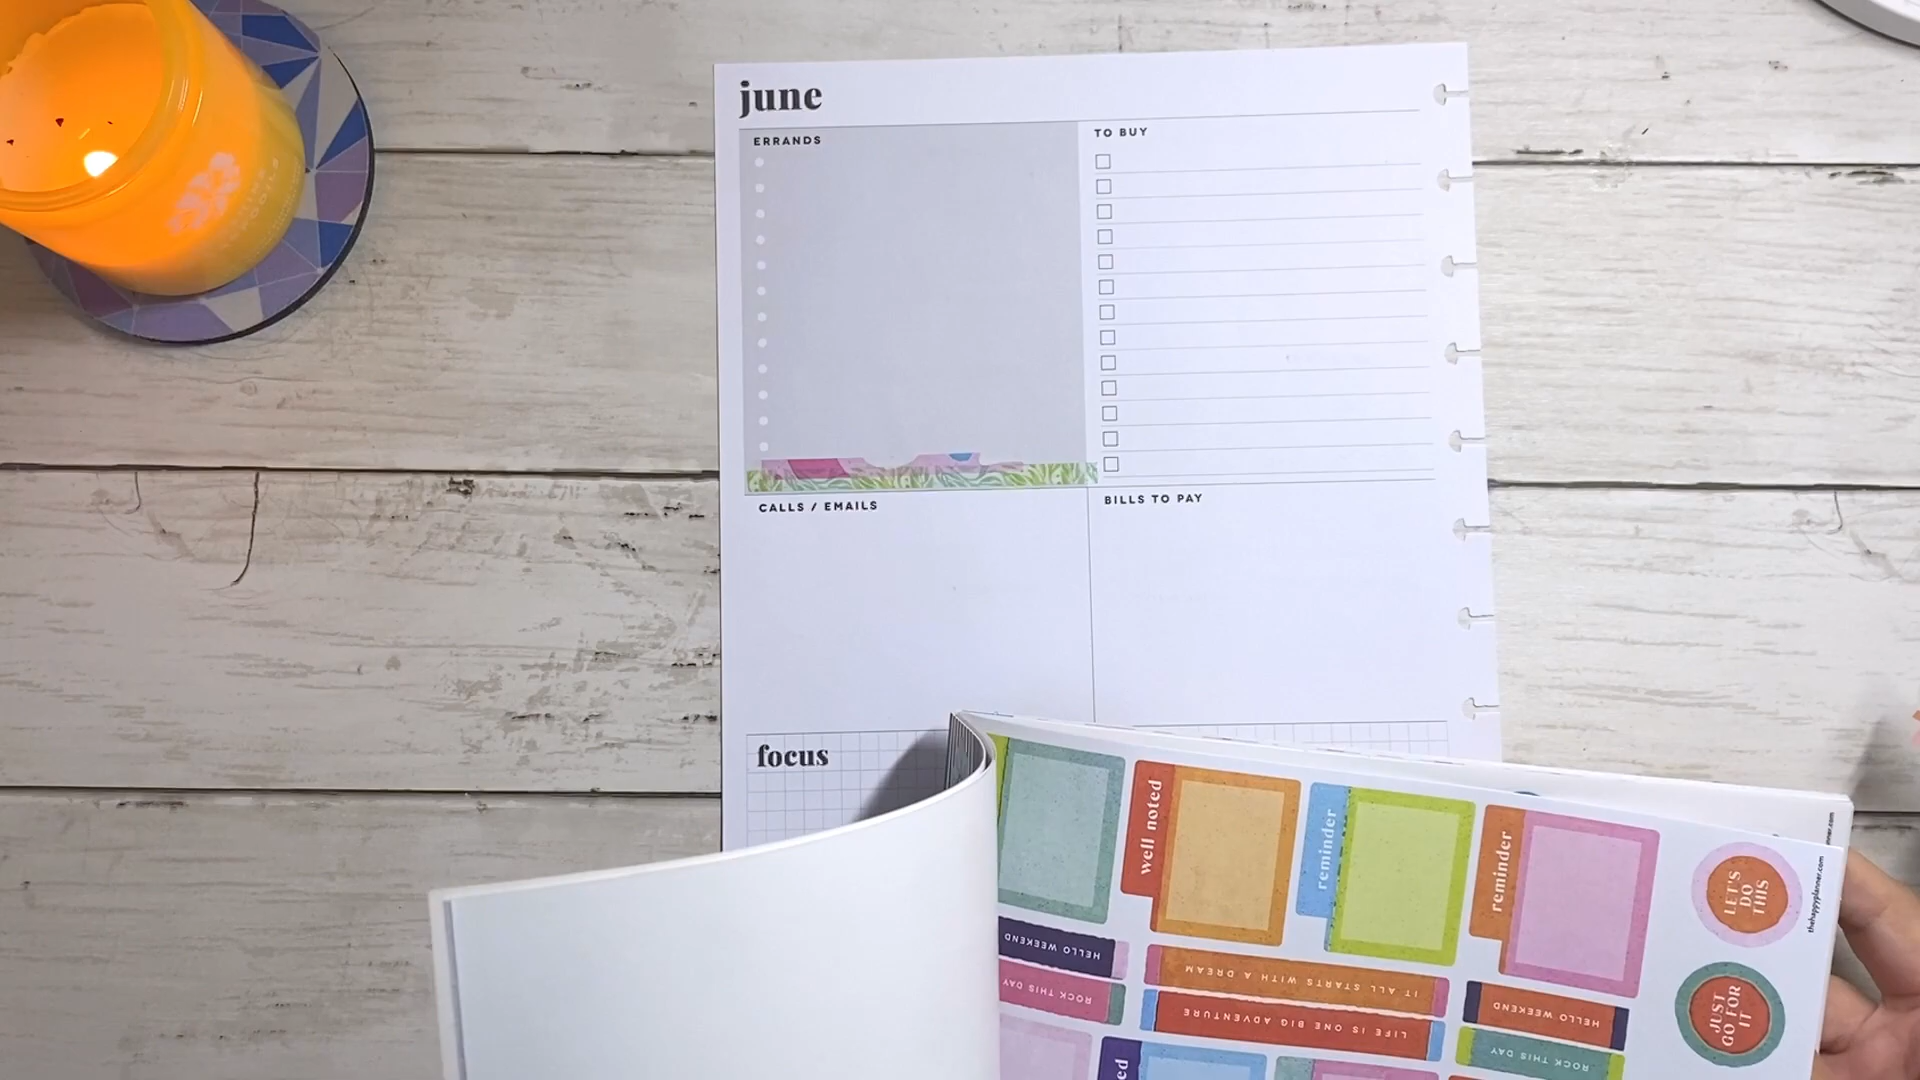 june
ERRANDS
TO BUY
CALLS / EMAILS
BILLS TO PAY
focus
well noted
reminder
reminder
LET'S
DO
THIS
thehappyplanner.com
HELLO WEEKEND
IT ALL STARTS WITH A DREAM
ROCK THIS DAY
LIFE IS ONE BIG ADVENTURE
HELLO WEEKEND
ROCK THIS DAY
JUST
GO FOR
IT